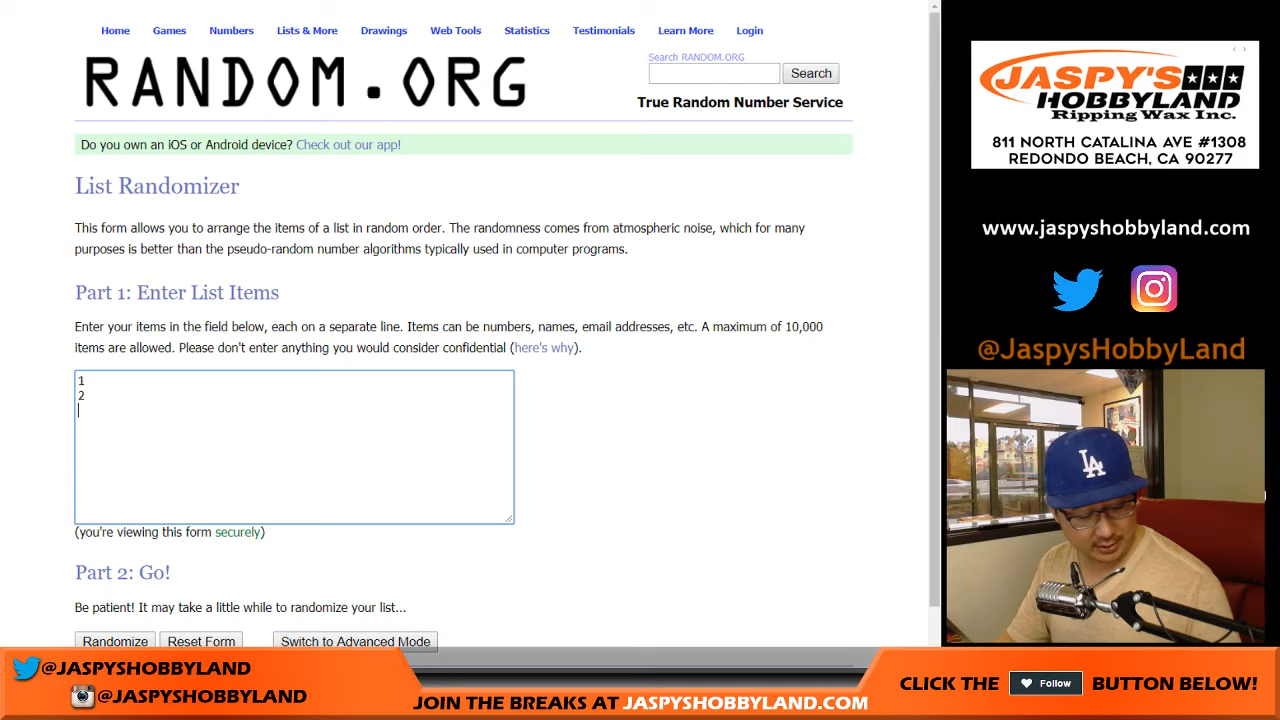 Home Games Numbers Lists & More Drawings Web Tools Statistics Testimonials Learn More Login
RANDOM.ORG
Search RANDOM.ORG
Search
True Random Number Service
Do you own an iOS or Android device? Check out our app!
List Randomizer
This form allows you to arrange the items of a list in random order. The randomness comes from atmospheric noise, which for many
purposes is better than the pseudo-random number algorithms typically used in computer programs.
Part 1: Enter List Items
Enter your items in the field below, each on a separate line. Items can be numbers, names, email addresses, etc. A maximum of 10,000
items are allowed. Please don't enter anything you would consider confidential (here's why).
1
2
(you're viewing this form securely)
Part 2: Go!
Be patient! It may take a little while to randomize your list...
Randomize Reset Form Switch to Advanced Mode
JASPY'S
HOBBYLAND
Ripping Wax Inc.
811 NORTH CATALINA AVE #1308
REDONDO BEACH, CA 90277
www.jaspyshobbyland.com
@JaspysHobbyLand
LA
@JASPYSHOBBYLAND
@JASPYSHOBBYLAND
JOIN THE BREAKS AT JASPYSHOBBYLAND.COM
CLICK THE Follow BUTTON BELOW!